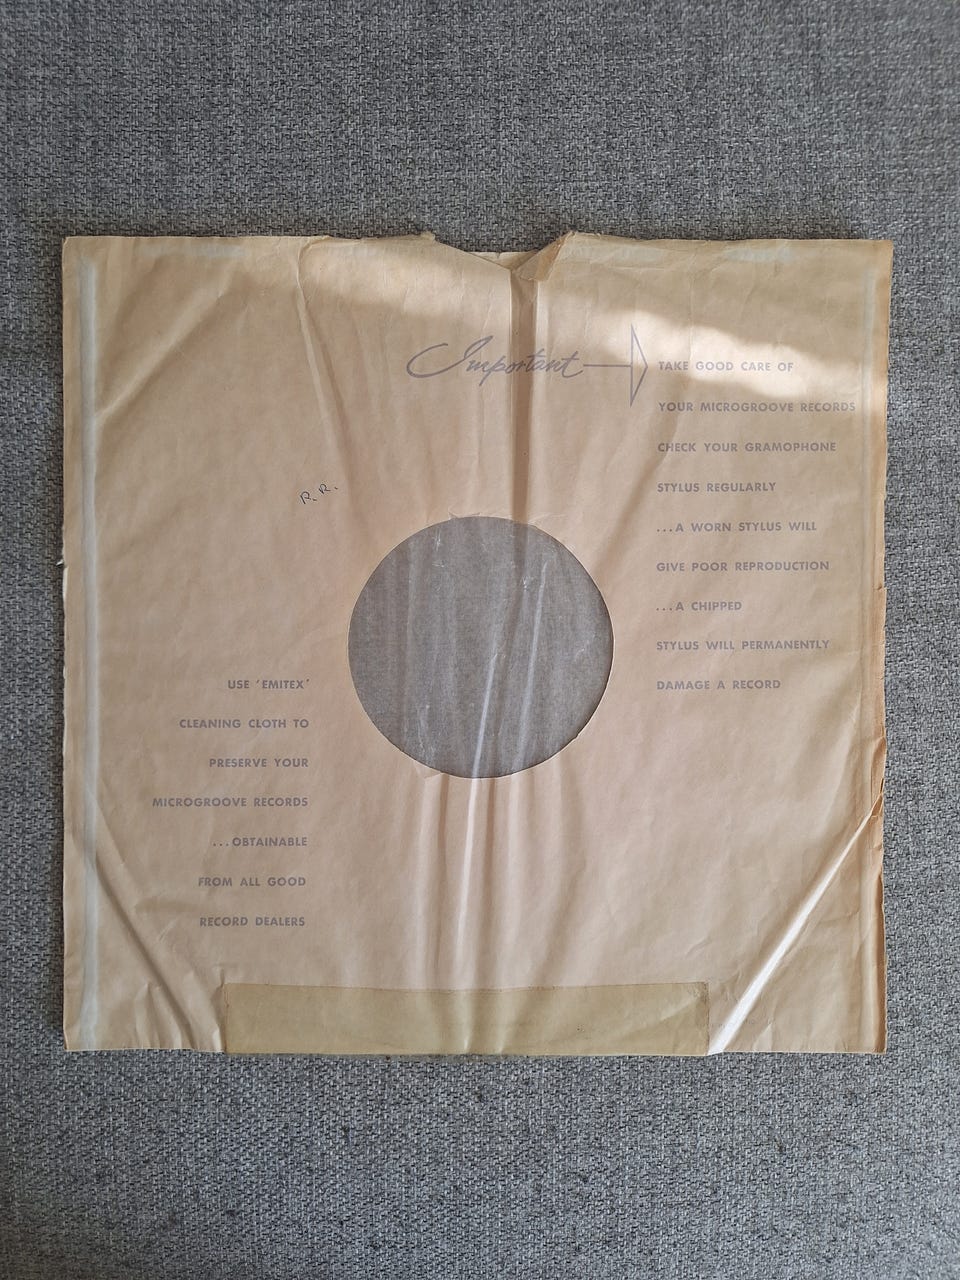 Important
TAKE GOOD CARE OF
YOUR MICROGROOVE RECORDS
CHECK YOUR GRAMOPHONE
STYLUS REGULARLY
...A WORN STYLUS WILL
GIVE POOR REPRODUCTION
...A CHIPPED
STYLUS WILL PERMANENTLY
DAMAGE A RECORD
R.R.
USE ‘EMITEX’
CLEANING CLOTH TO
PRESERVE YOUR
MICROGROOVE RECORDS
...OBTAINABLE
FROM ALL GOOD
RECORD DEALERS